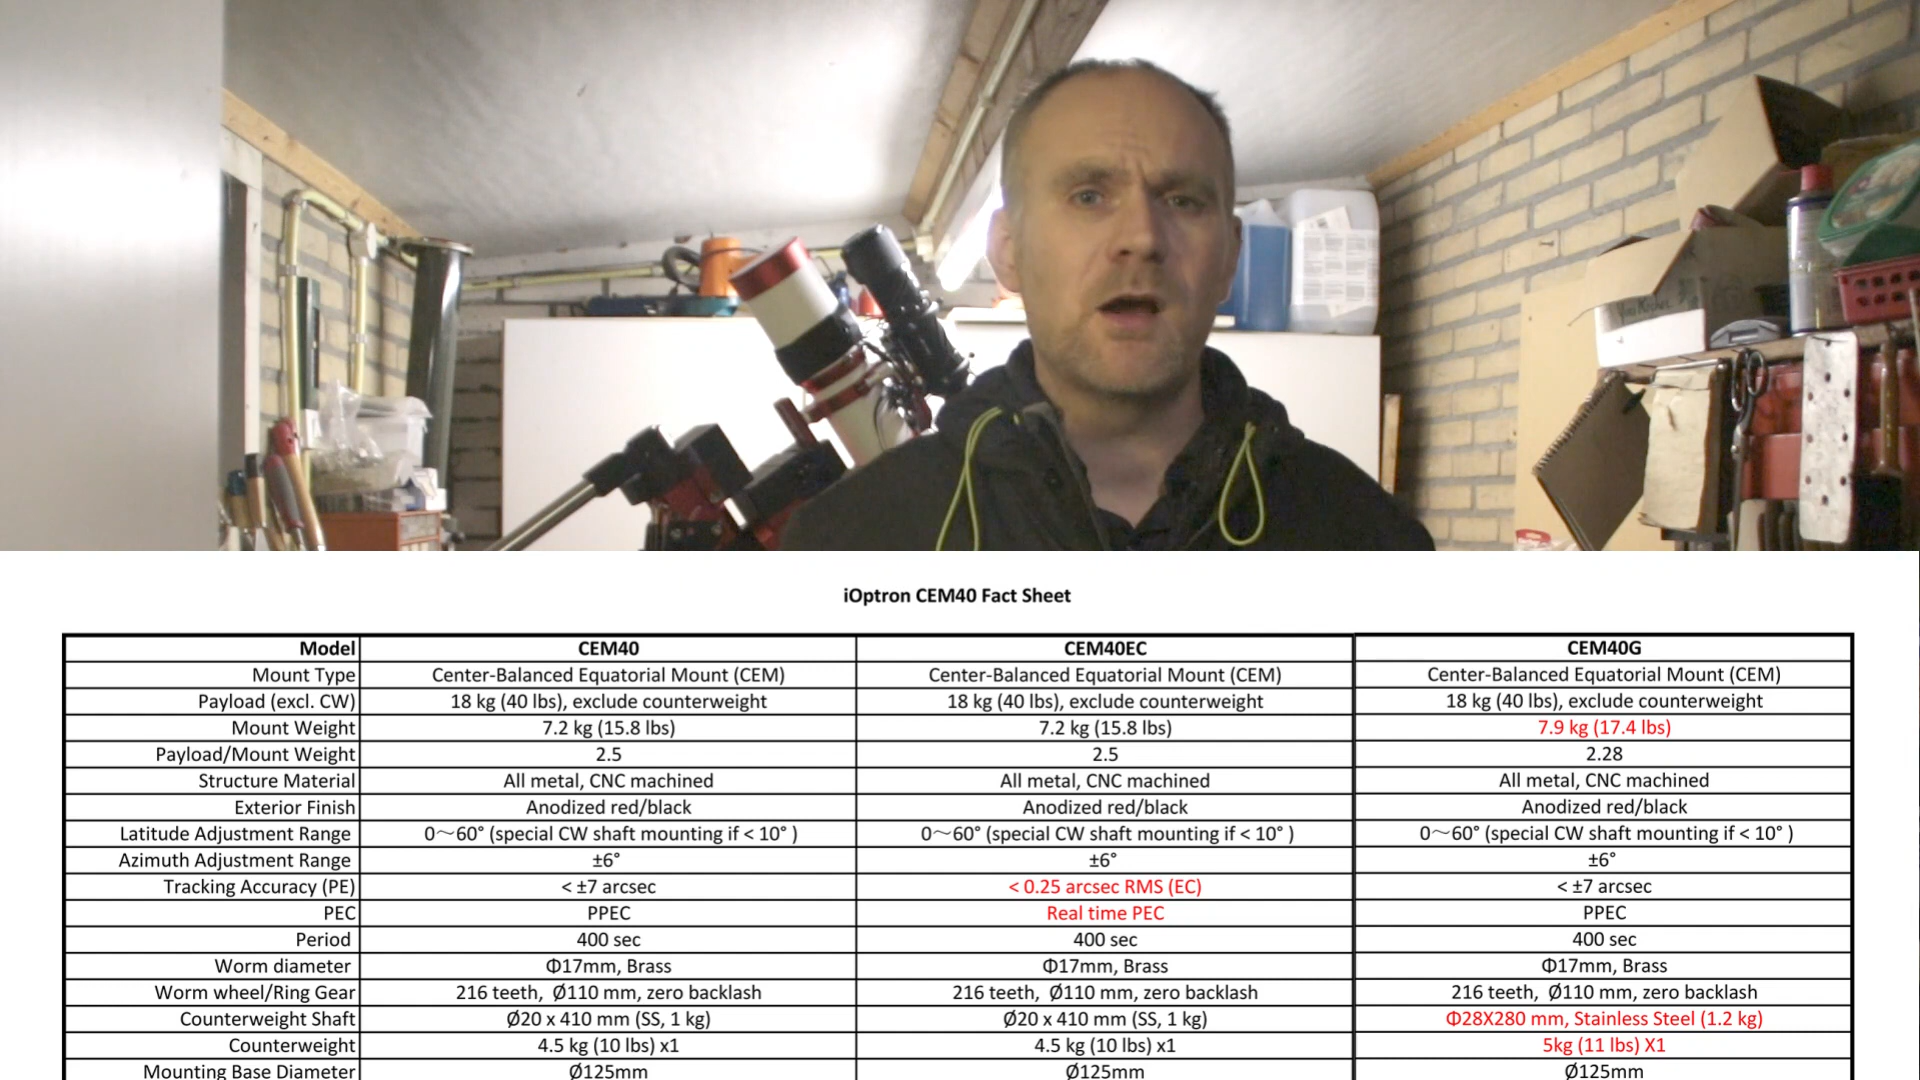 iOptron CEM40 Fact Sheet
Model CEM40 CEM40EC CEM40G
Mount Type Center-Balanced Equatorial Mount (CEM) Center-Balanced Equatorial Mount (CEM) Center-Balanced Equatorial Mount (CEM)
Payload (excl. CW) 18 kg (40 lbs), exclude counterweight 18 kg (40 lbs), exclude counterweight 18 kg (40 lbs), exclude counterweight
Mount Weight 7.2 kg (15.8 lbs) 7.2 kg (15.8 lbs) 7.9 kg (17.4 lbs)
Payload/Mount Weight 2.5 2.5 2.28
Structure Material All metal, CNC machined All metal, CNC machined All metal, CNC machined
Exterior Finish Anodized red/black Anodized red/black Anodized red/black
Latitude Adjustment Range 0～60° (special CW shaft mounting if < 10° ) 0～60° (special CW shaft mounting if < 10° ) 0～60° (special CW shaft mounting if < 10° )
Azimuth Adjustment Range ±6° ±6° ±6°
Tracking Accuracy (PE) < ±7 arcsec < 0.25 arcsec RMS (EC) < ±7 arcsec
PEC PPEC Real time PEC PPEC
Period 400 sec 400 sec 400 sec
Worm diameter Φ17mm, Brass Φ17mm, Brass Φ17mm, Brass
Worm wheel/Ring Gear 216 teeth, Ø110 mm, zero backlash 216 teeth, Ø110 mm, zero backlash 216 teeth, Ø110 mm, zero backlash
Counterweight Shaft Ø20 x 410 mm (SS, 1 kg) Ø20 x 410 mm (SS, 1 kg) Φ28X280 mm, Stainless Steel (1.2 kg)
Counterweight 4.5 kg (10 lbs) x1 4.5 kg (10 lbs) x1 5kg (11 lbs) X1
Mounting Base Diameter Ø125mm Ø125mm Ø125mm